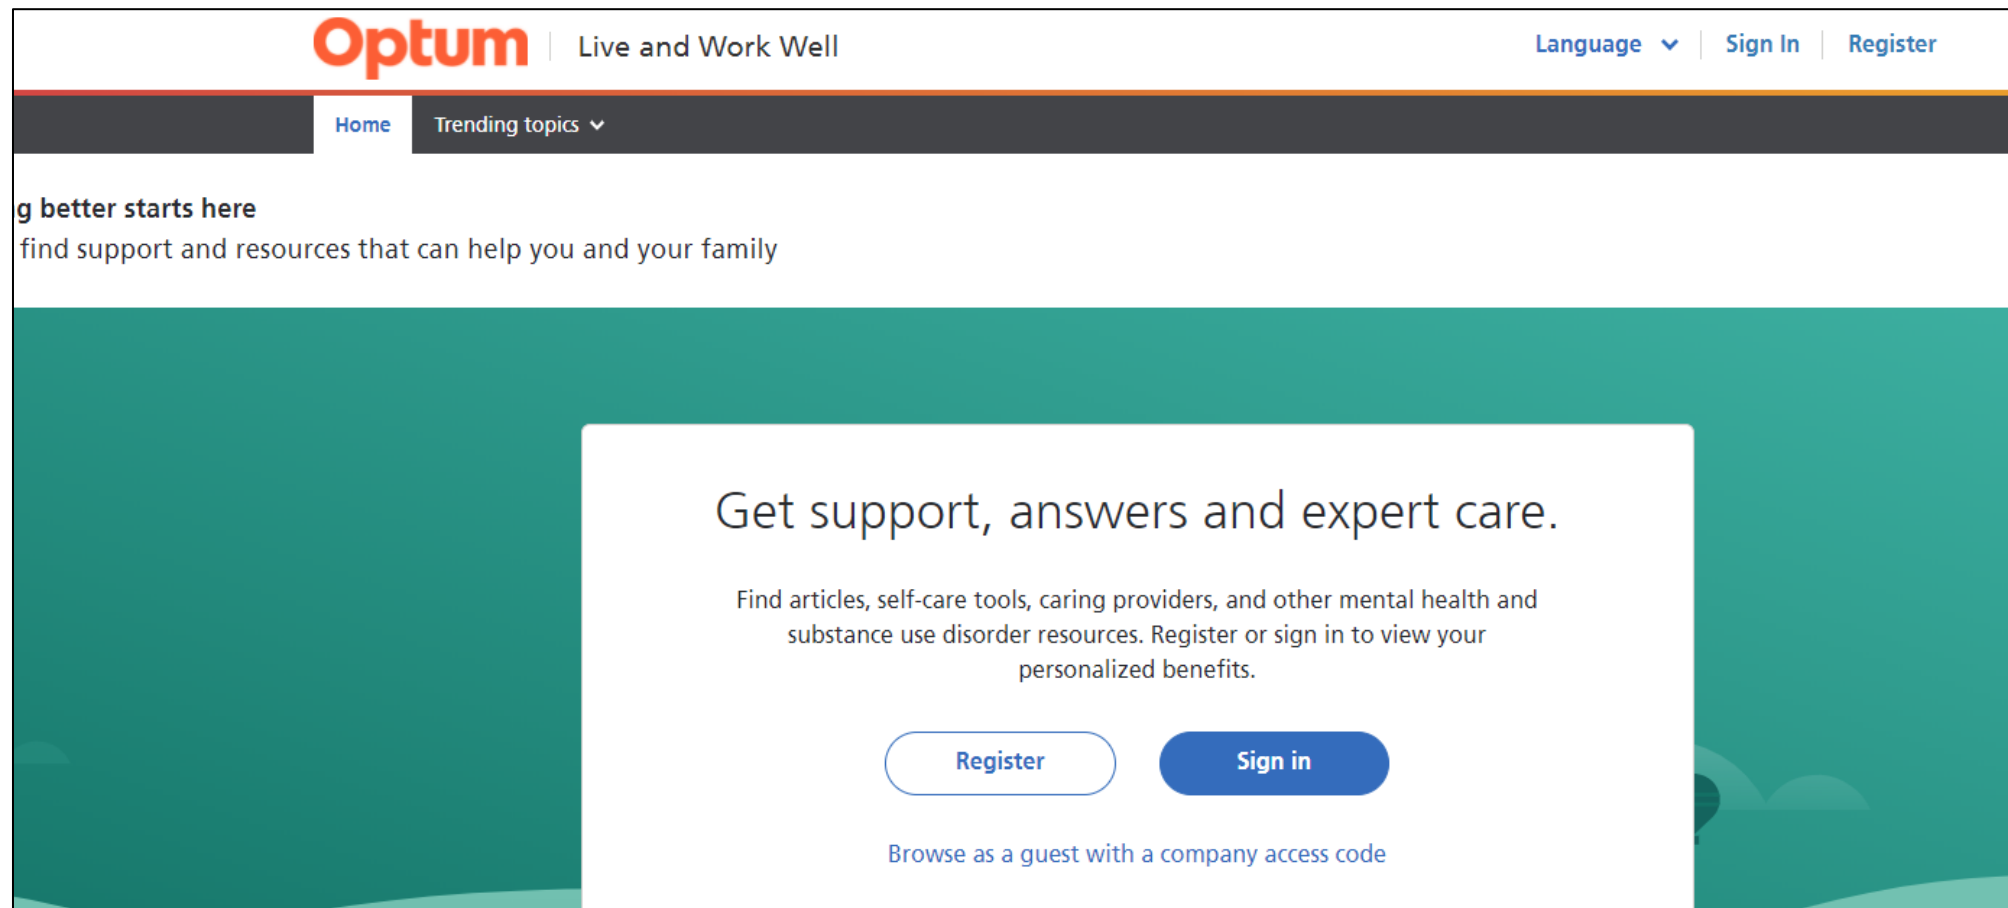 Optum Live and Work Well Language Sign In Register
Home Trending topics
g better starts here
find support and resources that can help you and your family
Get support, answers and expert care.
Find articles, self-care tools, caring providers, and other mental health and
substance use disorder resources. Register or sign in to view your
personalized benefits.
Register Sign in
Browse as a guest with a company access code